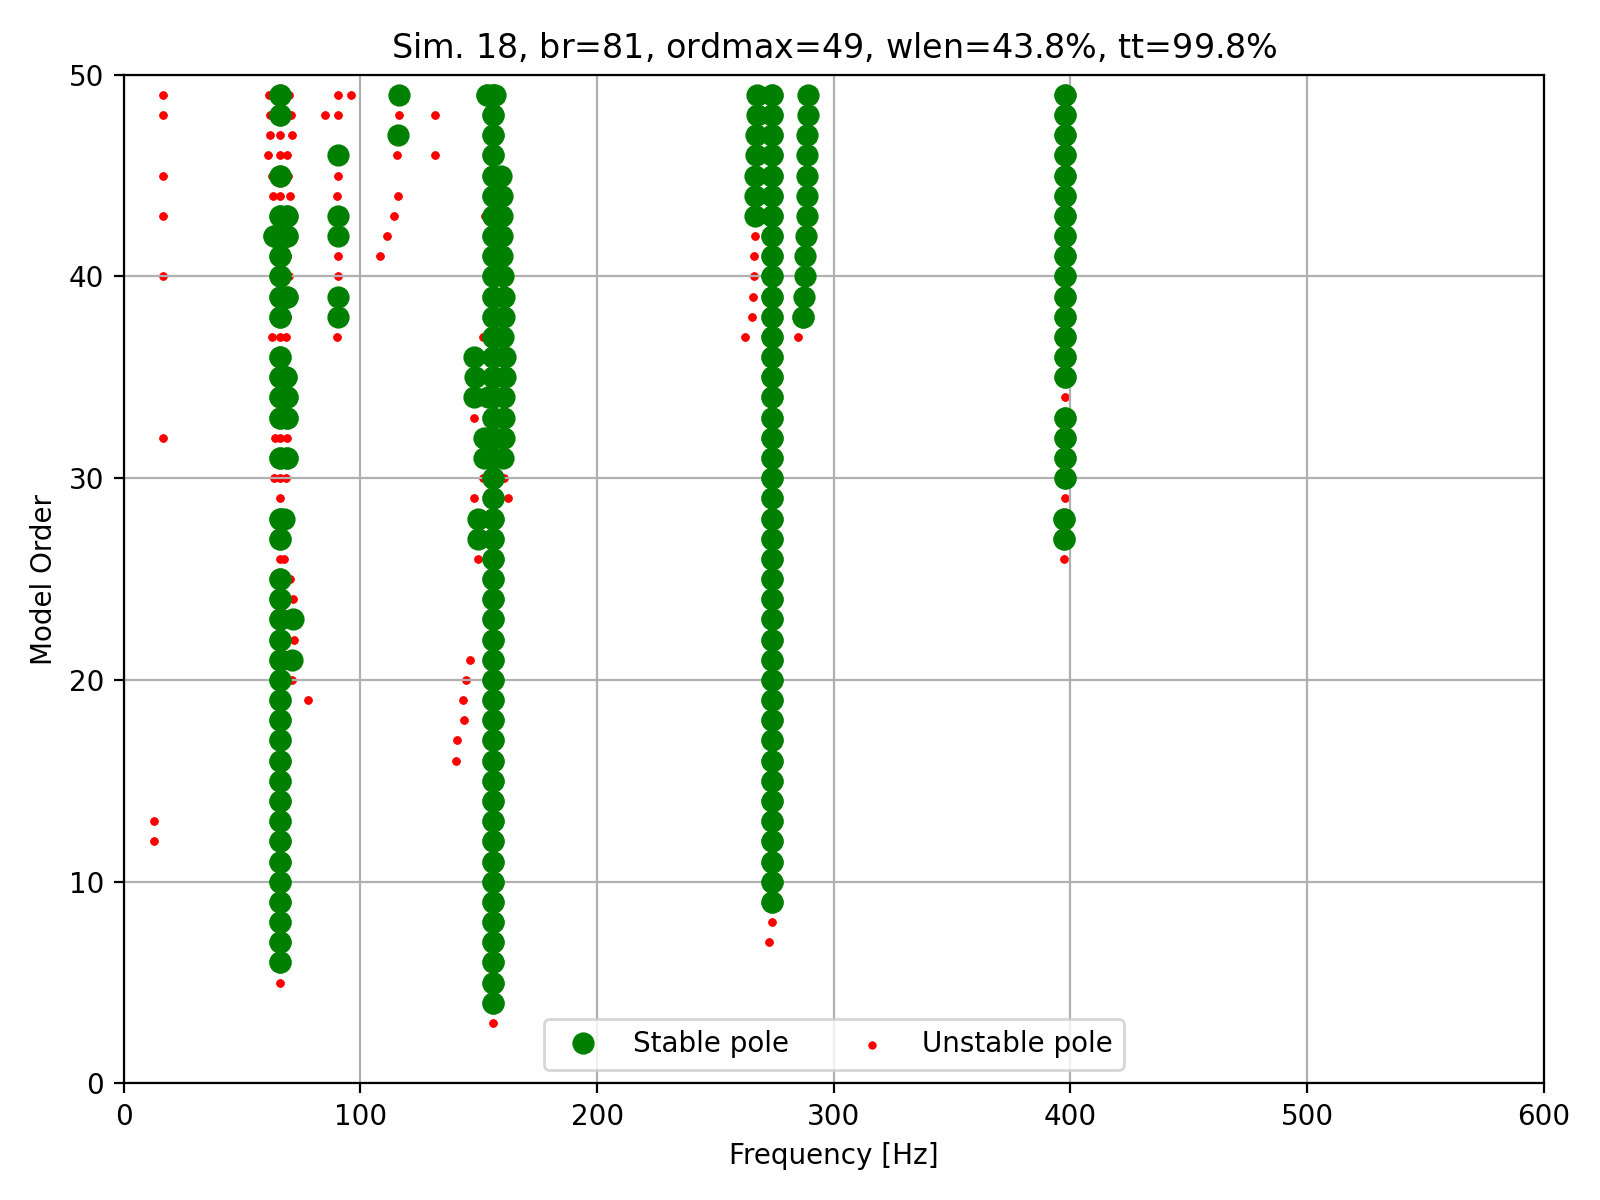 Sim. 18, br=81, ordmax=49, wlen=43.8%, tt=99.8%
50
40
30
20
10
0
Model Order
Stable pole
Unstable pole
0
100
200
300
400
500
600
Frequency [Hz]